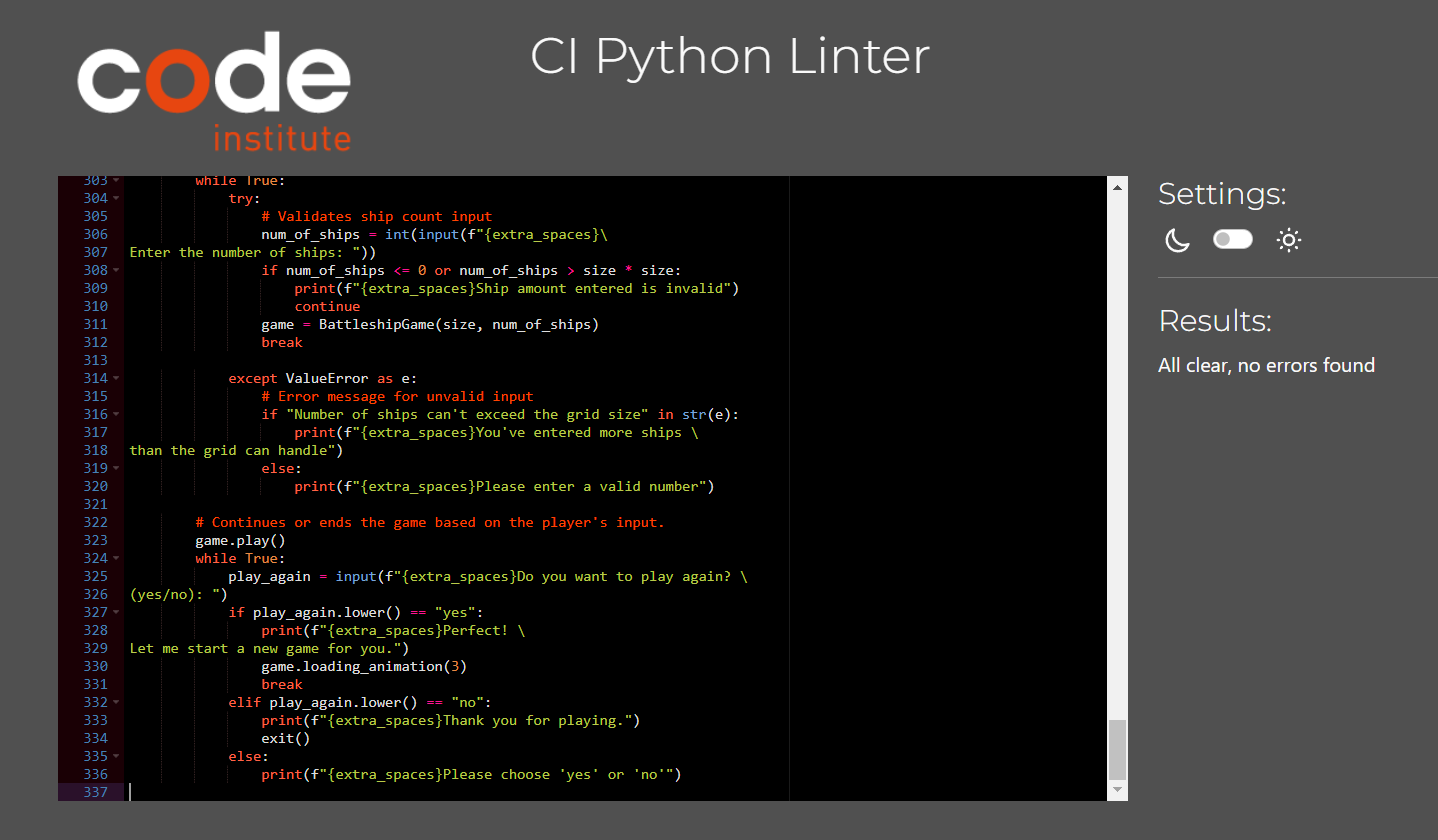 code
institute
CI Python Linter
303 while True:
304 try:
305 # Validates ship count input
306 num_of_ships = int(input(f"{extra_spaces}\
307 Enter the number of ships: "))
308 if num_of_ships <= 0 or num_of_ships > size * size:
309 print(f"{extra_spaces}Ship amount entered is invalid")
310 continue
311 game = BattleshipGame(size, num_of_ships)
312 break
313
314 except ValueError as e:
315 # Error message for unvalid input
316 if "Number of ships can't exceed the grid size" in str(e):
317 print(f"{extra_spaces}You've entered more ships \
318 than the grid can handle")
319 else:
320 print(f"{extra_spaces}Please enter a valid number")
321
322 # Continues or ends the game based on the player's input.
323 game.play()
324 while True:
325 play_again = input(f"{extra_spaces}Do you want to play again? \
326 (yes/no): ")
327 if play_again.lower() == "yes":
328 print(f"{extra_spaces}Perfect! \
329 Let me start a new game for you.")
330 game.loading_animation(3)
331 break
332 elif play_again.lower() == "no":
333 print(f"{extra_spaces}Thank you for playing.")
334 exit()
335 else:
336 print(f"{extra_spaces}Please choose 'yes' or 'no'")
337
Settings:
Results:
All clear, no errors found